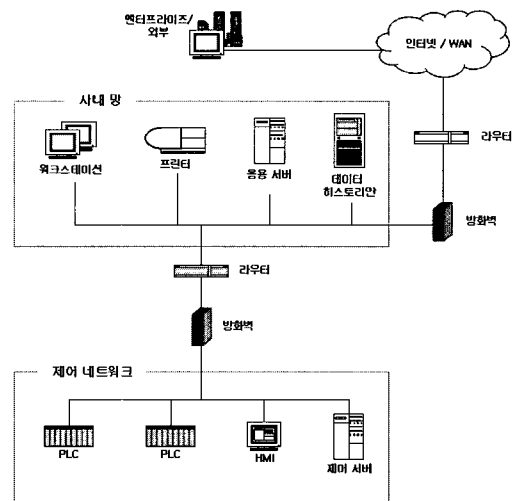 엔터프라이즈/
외부
인터넷 / WAN
사내 망
라우터
워크스테이션
프린터
응용 서버
데이터
히스토리안
방화벽
라우터
방화벽
제어 네트워크
PLC
PLC
HMI
제어 서버